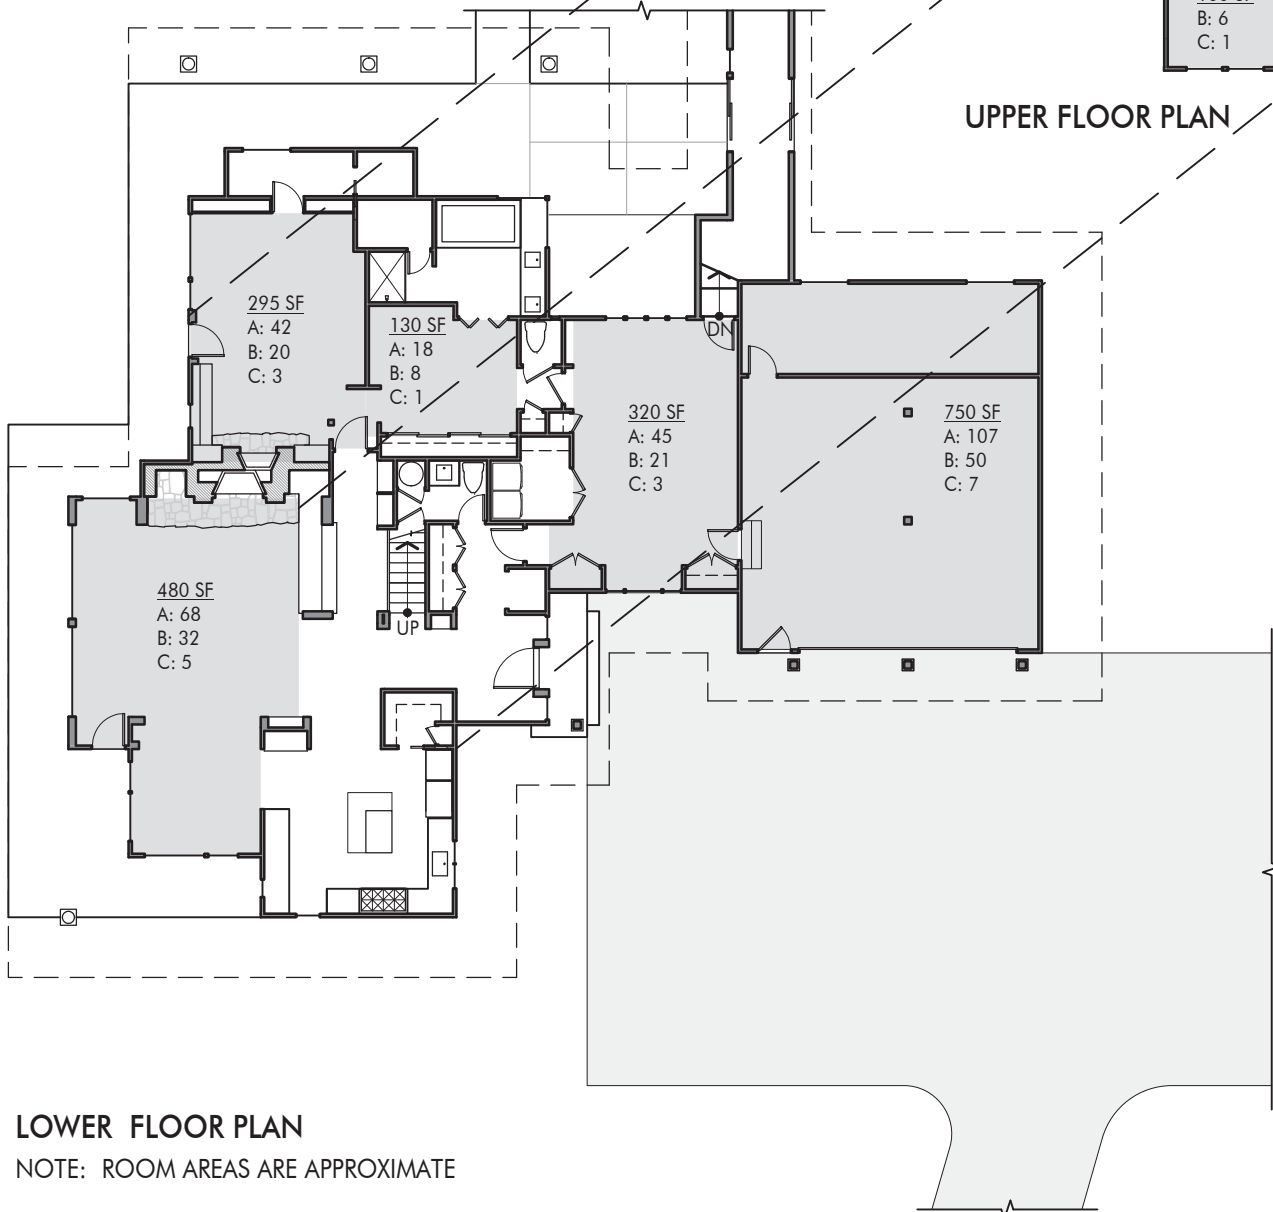 B: 6
C: 1
UPPER FLOOR PLAN
295 SF
A: 42
B: 20
C: 3
130 SF
A: 18
B: 8
C: 1
DN
320 SF
A: 45
B: 21
C: 3
750 SF
A: 107
B: 50
C: 7
480 SF
A: 68
B: 32
C: 5
UP
LOWER FLOOR PLAN
NOTE: ROOM AREAS ARE APPROXIMATE